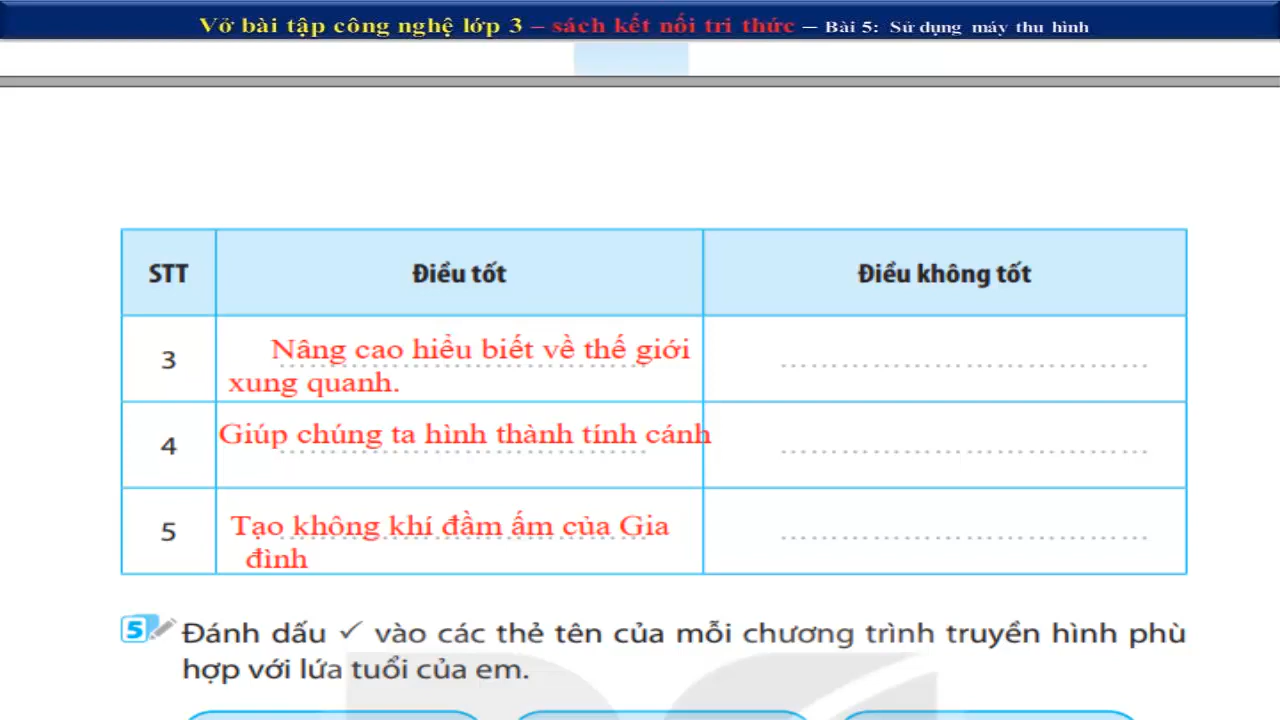 Vở bài tập công nghệ lớp 3 – sách kết nối tri thức – Bài 5: Sử dụng máy thu hình
STT Điều tốt Điều không tốt
3 Nâng cao hiểu biết về thế giới
xung quanh.
4 Giúp chúng ta hình thành tính cánh
5 Tạo không khí đầm ấm của Gia
đình
5 Đánh dấu ✓ vào các thẻ tên của mỗi chương trình truyền hình phù
hợp với lứa tuổi của em.